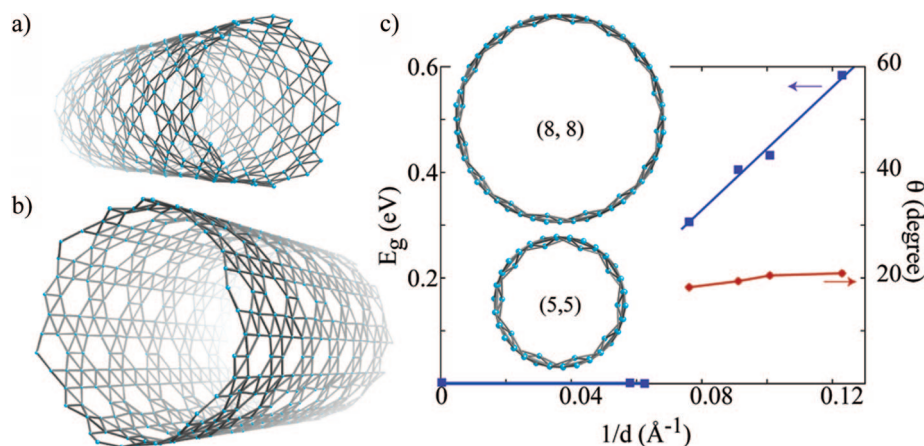 a)
b)
c)
0.6
0.4
0.2
E_g (eV)
(8, 8)
(5,5)
60
40
20
θ (degree)
0
0.04
0.08
0.12
1/d (Å⁻¹)